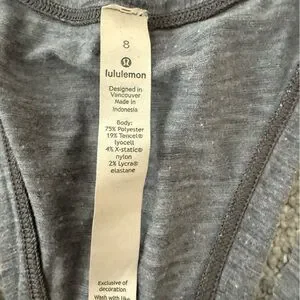 8
lululemon
Designed in
Vancouver
Made in
Indonesia
Body:
75% Polyester
19% Tencel®
lyocell
4% X-static®
nylon
2% Lycra®
elastane
Exclusive of
decoration
Wash with like